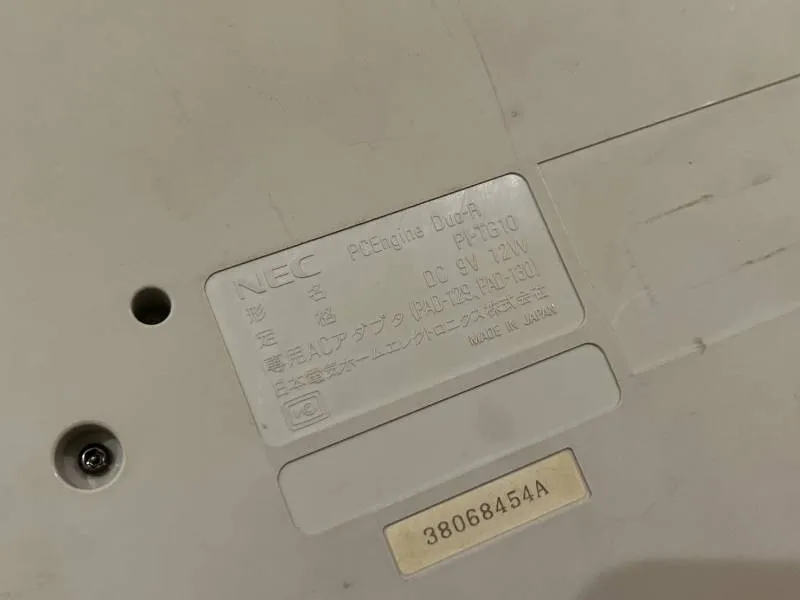 NEC PCEngine Duo-R
形名 PI-TG10
定格 DC 9V 12W
(専用ACアダプタ(PAD-129、PAD-130)
日本電気ホームエレクトロニクス株式会社
MADE IN JAPAN
38068454A